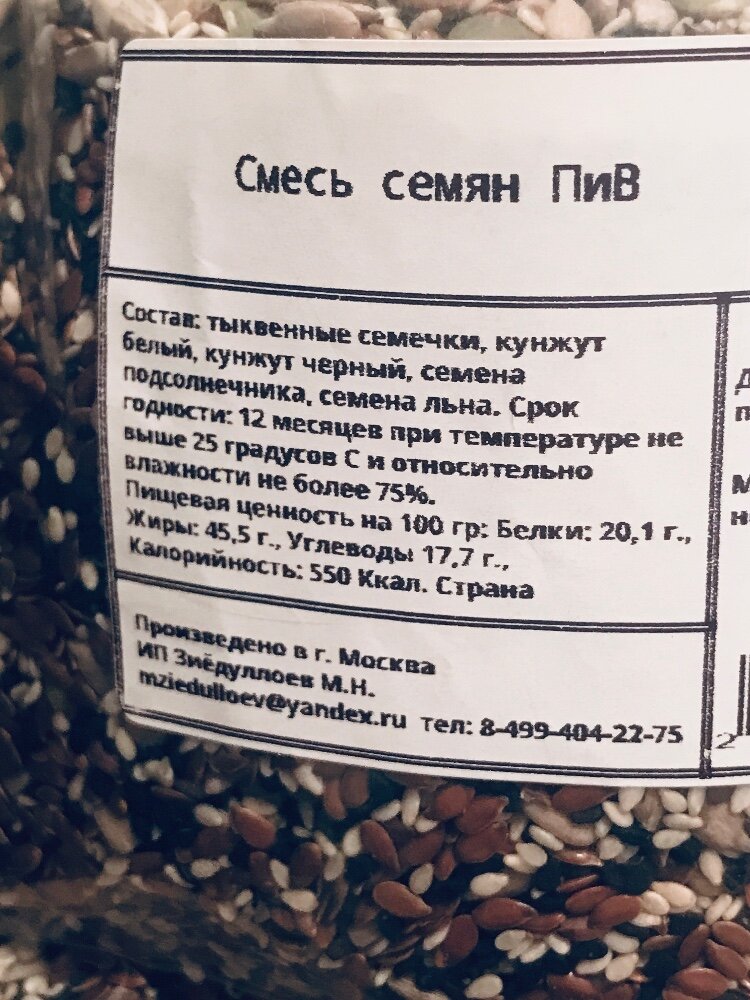 Смесь семян ПиВ
Состав: тыквенные семечки, кунжут
белый, кунжут черный, семена
подсолнечника, семена льна. Срок
годности: 12 месяцев при температуре не
выше 25 градусов С и относительно
влажности не более 75%.
Пищевая ценность на 100 гр: Белки: 20,1 г.,
Жиры: 45,5 г., Углеводы 17,7 г.,
Калорийность: 550 Ккал. Страна
Произведено в г. Москва
ИП Зиёдуллоев М.Н.
mziedulloev@yandex.ru тел: 8-499-404-22-75
2